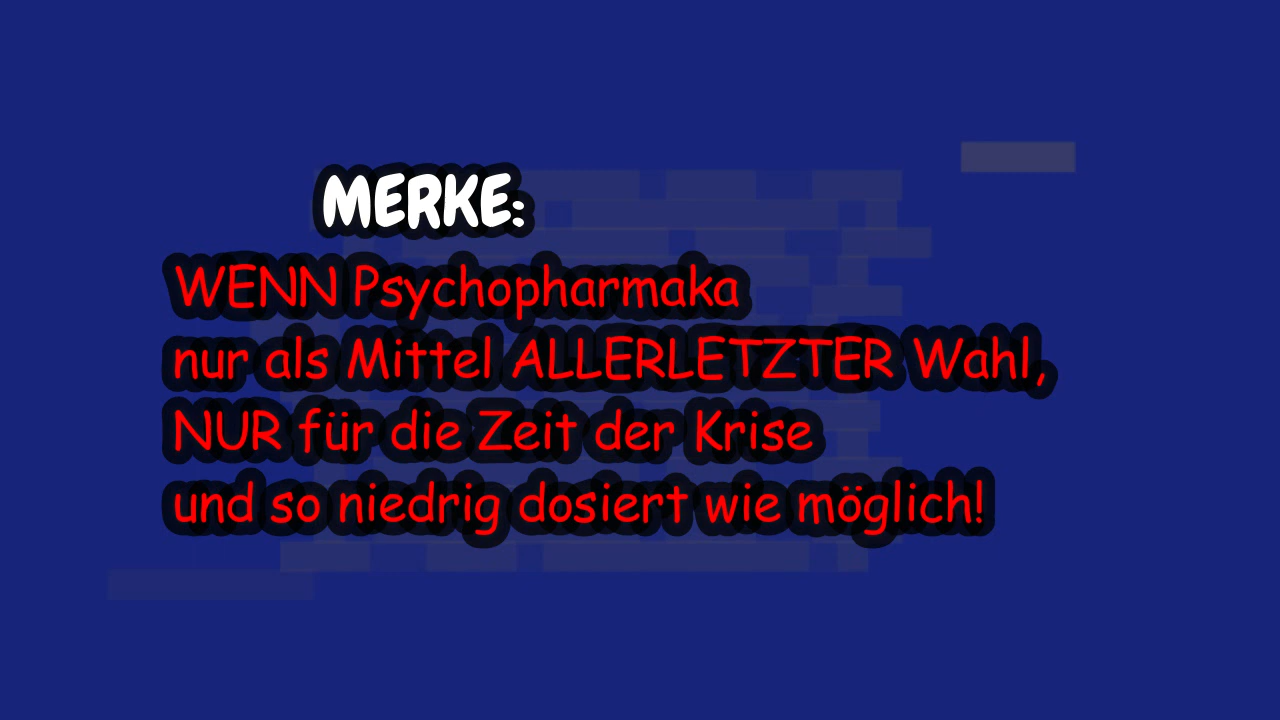 MERKE:
WENN Psychopharmaka
nur als Mittel ALLERLETZTER Wahl,
NUR für die Zeit der Krise
und so niedrig dosiert wie möglich!